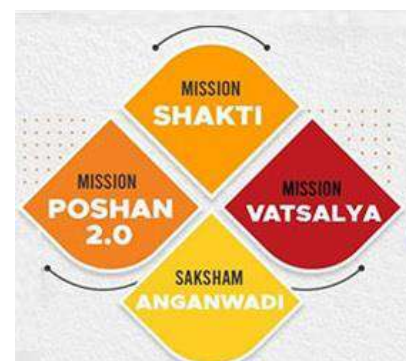 MISSION
SHAKTI
MISSION
POSHAN
2.0
MISSION
VATSALYA
SAKSHAM
ANGANWADI